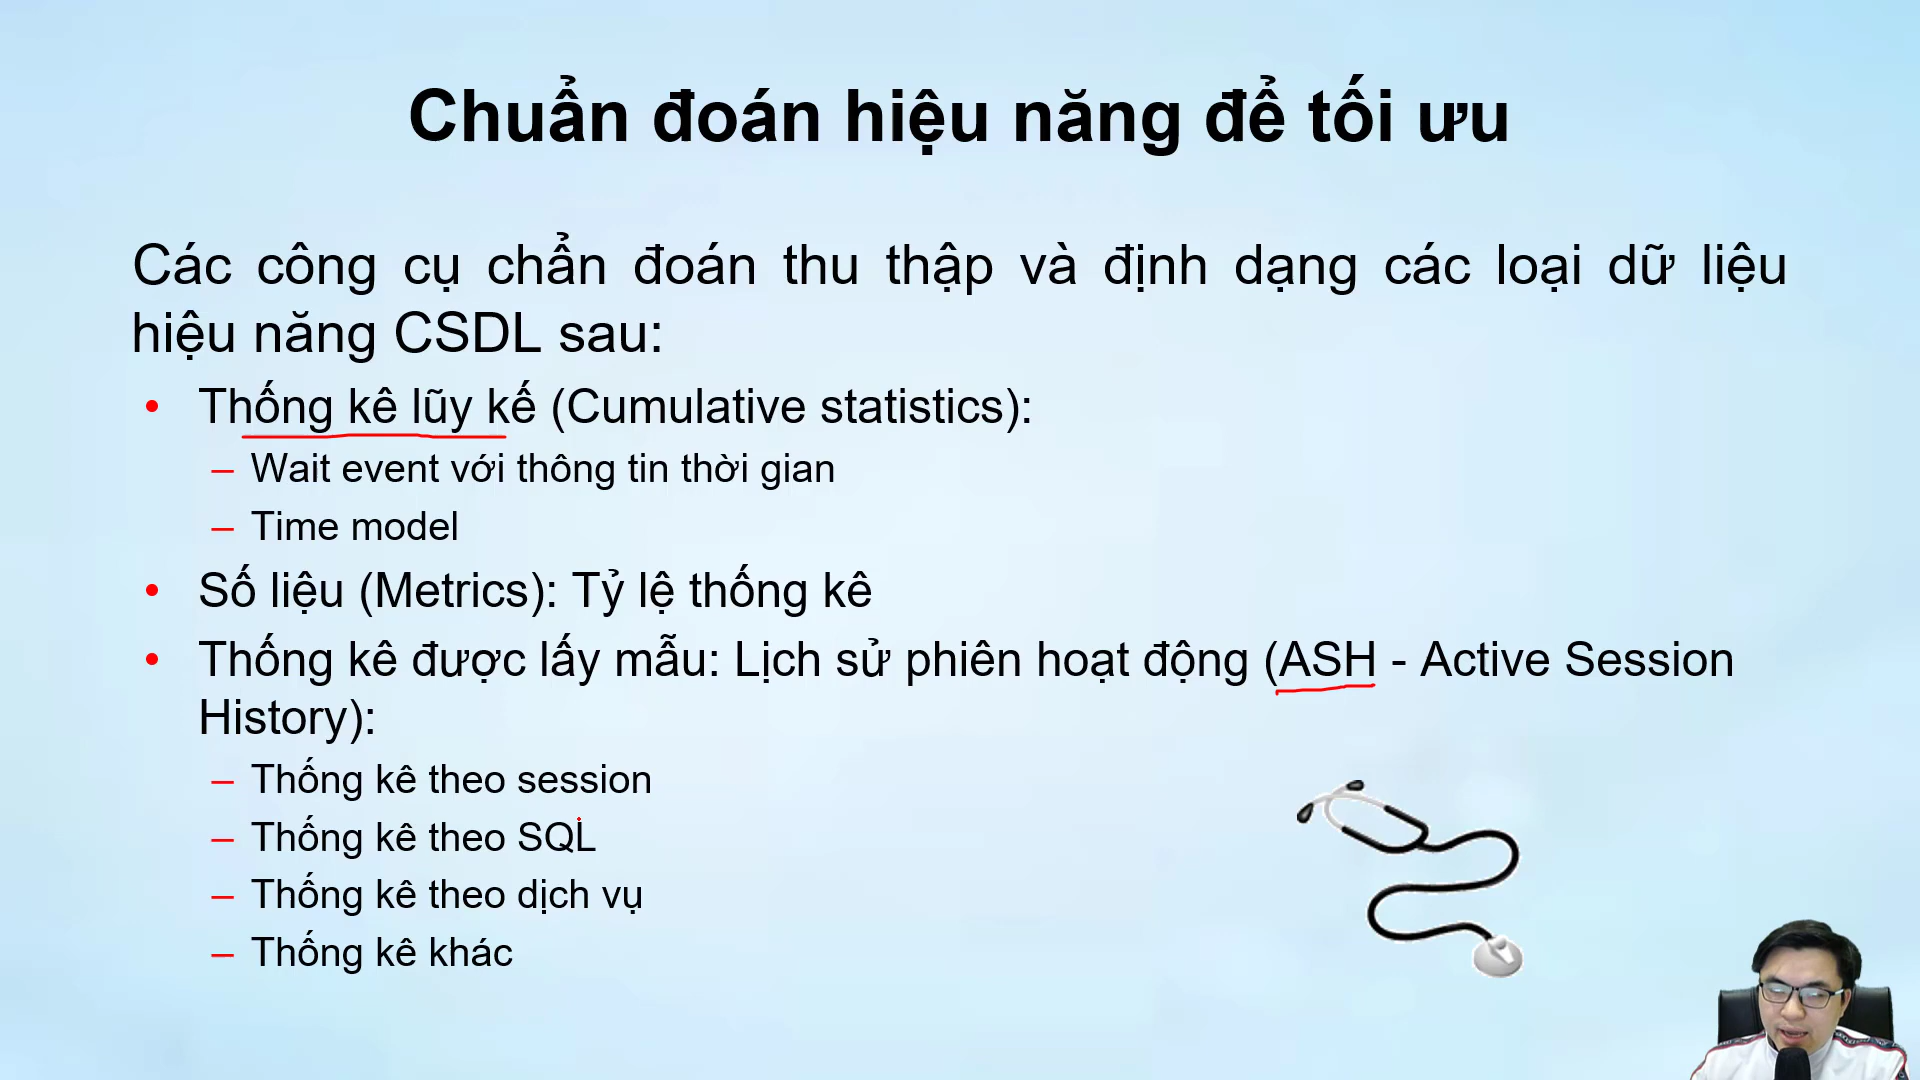 Chuẩn đoán hiệu năng để tối ưu
Các công cụ chẩn đoán thu thập và định dạng các loại dữ liệu
hiệu năng CSDL sau:
• Thống kê lũy kế (Cumulative statistics):
– Wait event với thông tin thời gian
– Time model
• Số liệu (Metrics): Tỷ lệ thống kê
• Thống kê được lấy mẫu: Lịch sử phiên hoạt động (ASH - Active Session
History):
– Thống kê theo session
– Thống kê theo SQL
– Thống kê theo dịch vụ
– Thống kê khác